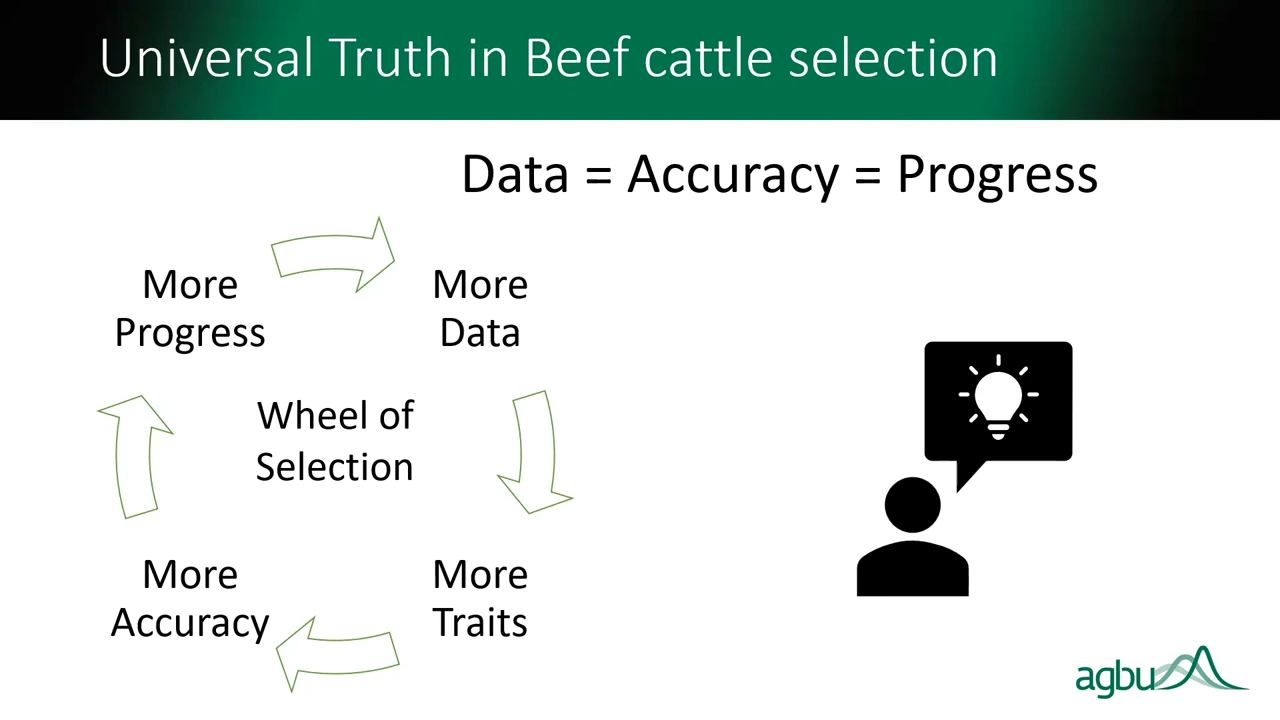 Universal Truth in Beef cattle selection
Data = Accuracy = Progress
More
Progress
More
Data
Wheel of
Selection
More
Accuracy
More
Traits
agbu